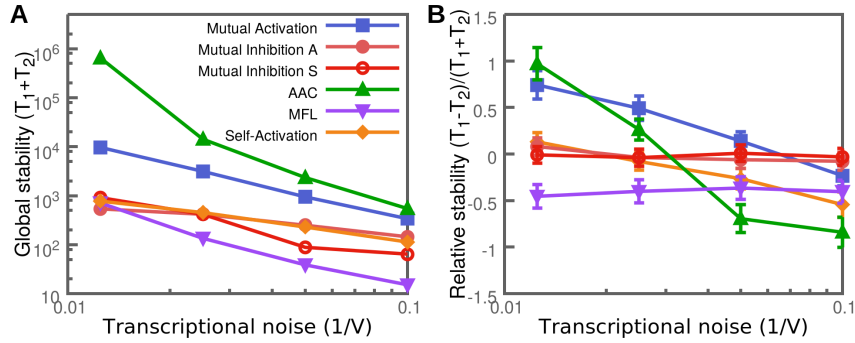 A
Global stability (T1+T2)
10^6
10^5
10^4
10^3
10^2
10
0.01
0.1
Transcriptional noise (1/V)
Mutual Activation
Mutual Inhibition A
Mutual Inhibition S
AAC
MFL
Self-Activation
B
Relative stability (T1-T2)/(T1+T2)
1.5
1
0.5
0
-0.5
-1
-1.5
0.01
0.1
Transcriptional noise (1/V)